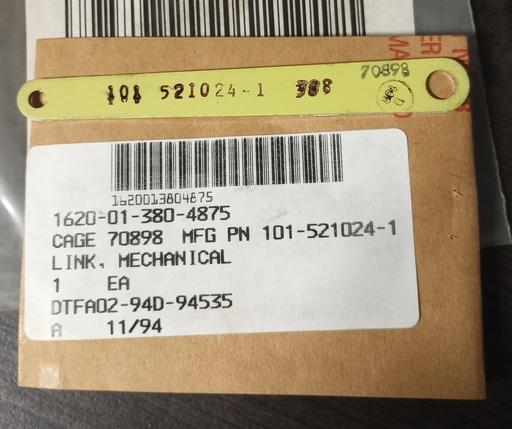 70898
101 521024-1 388
1620013804875
1620-01-380-4875
CAGE 70898 MFG PN 101-521024-1
LINK, MECHANICAL
1 EA
DTFA02-94D-94535
A 11/94